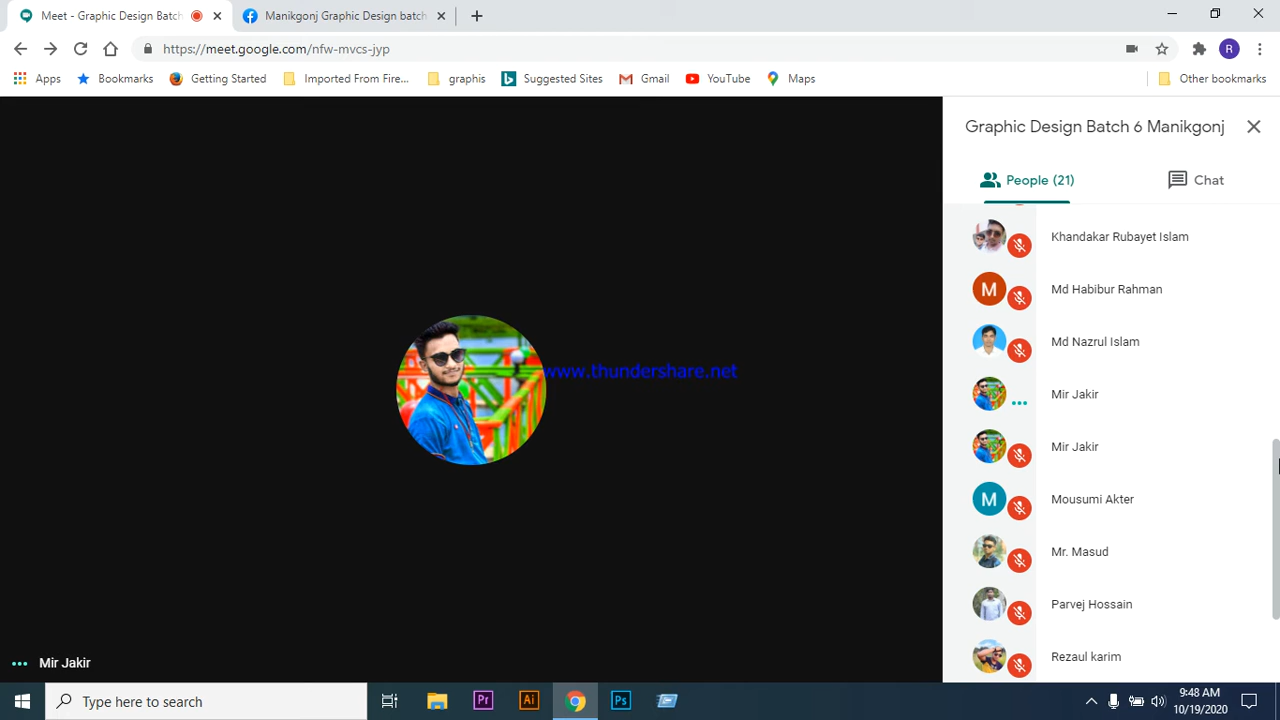 Meet - Graphic Design Batch
Manikgonj Graphic Design batch
https://meet.google.com/nfw-mvcs-jyp
R
Apps
Bookmarks
Getting Started
Imported From Fire...
graphis
Suggested Sites
Gmail
YouTube
Maps
Other bookmarks
Graphic Design Batch 6 Manikgonj
People (21)
Chat
Khandakar Rubayet Islam
M
Md Habibur Rahman
Md Nazrul Islam
www.thundershare.net
Mir Jakir
Mir Jakir
M
Mousumi Akter
Mr. Masud
Parvej Hossain
Rezaul karim
Mir Jakir
Type here to search
Pr
Ai
Ps
9:48 AM
10/19/2020